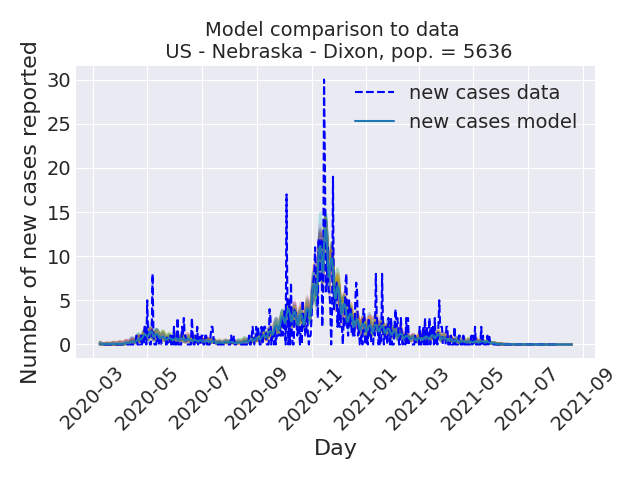 Model comparison to data
US - Nebraska - Dixon, pop. = 5636
Number of new cases reported
30
25
20
15
10
5
0
new cases data
new cases model
2020-03
2020-05
2020-07
2020-09
2020-11
2021-01
2021-03
2021-05
2021-07
2021-09
Day